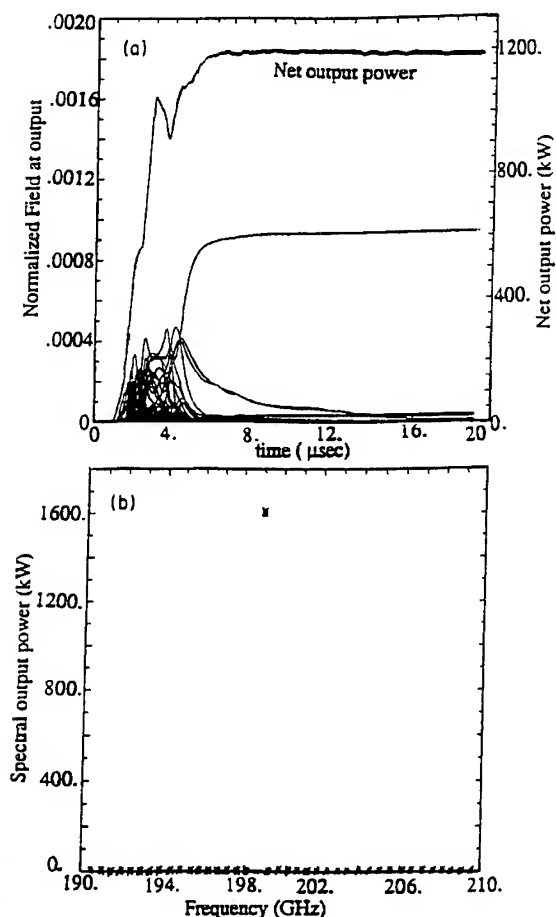 (a)
Net output power
Normalized Field at output
.0020
.0016
.0012
.0008
.0004
0
1200.
800.
400.
0.
Net output power (kW)
0 4. 8. 12. 16. 20
time ( μsec)
(b)
Spectral output power (kW)
1600.
1200.
800.
400.
0.
190. 194. 198. 202. 206. 210.
Frequency (GHz)